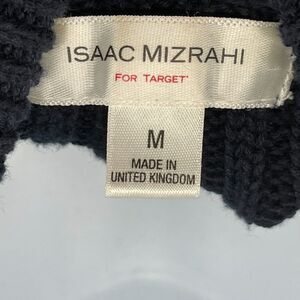 ISAAC MIZRAHI
FOR TARGET
M
MADE IN
UNITED KINGDOM